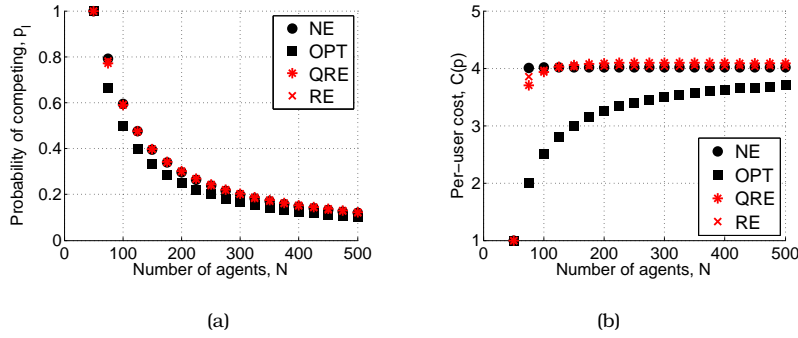 Probability of competing, p_l
1
0.8
0.6
0.4
0.2
0
0 100 200 300 400 500
Number of agents, N
NE
OPT
QRE
RE
(a)
Per−user cost, C(p)
5
4
3
2
1
0 100 200 300 400 500
Number of agents, N
NE
OPT
QRE
RE
(b)